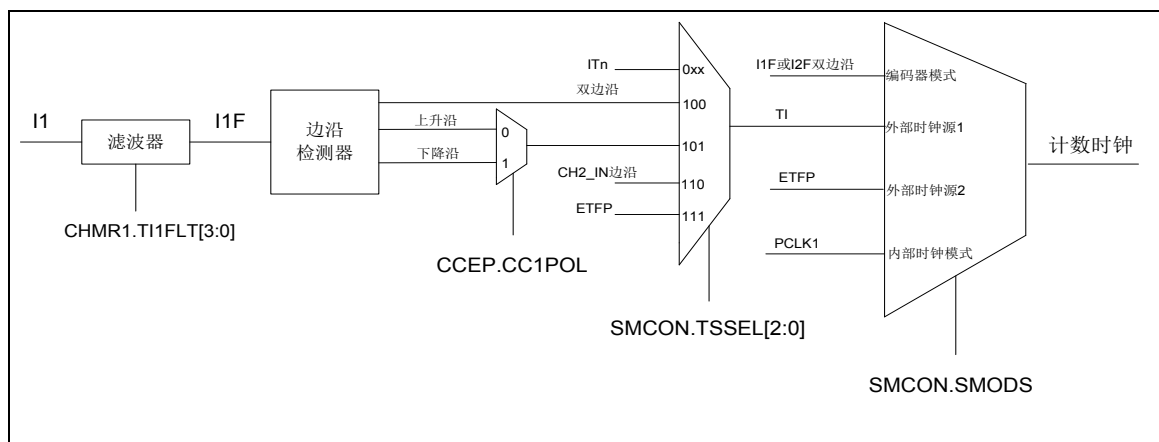 I1
滤波器
I1F
CHMR1.TI1FLT[3:0]
边沿
检测器
双边沿
上升沿
下降沿
0
1
CCEP.CC1POL
ITn
CH2_IN边沿
ETFP
0xx
100
101
110
111
SMCON.TSSEL[2:0]
I1F或I2F双边沿
TI
ETFP
PCLK1
编码器模式
外部时钟源1
外部时钟源2
内部时钟模式
SMCON.SMODS
计数时钟